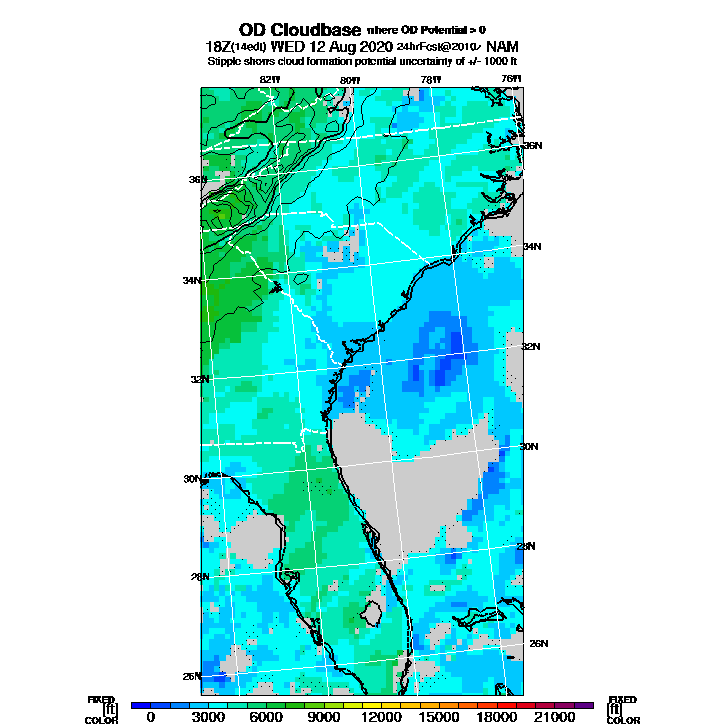 OD Cloudbase where OD Potential > 0
18Z(14edt) WED 12 Aug 2020 24hrFcst@2010z NAM
Stipple shows cloud formation potential uncertainty of +/- 1000 ft
82W 80W 78W 76W
36N
36N
34N
34N
32N
32N
30N
30N
28N
28N
26N
26N
FIXED FIXED
[ft] [ft]
COLOR 0 3000 6000 9000 12000 15000 18000 21000 COLOR